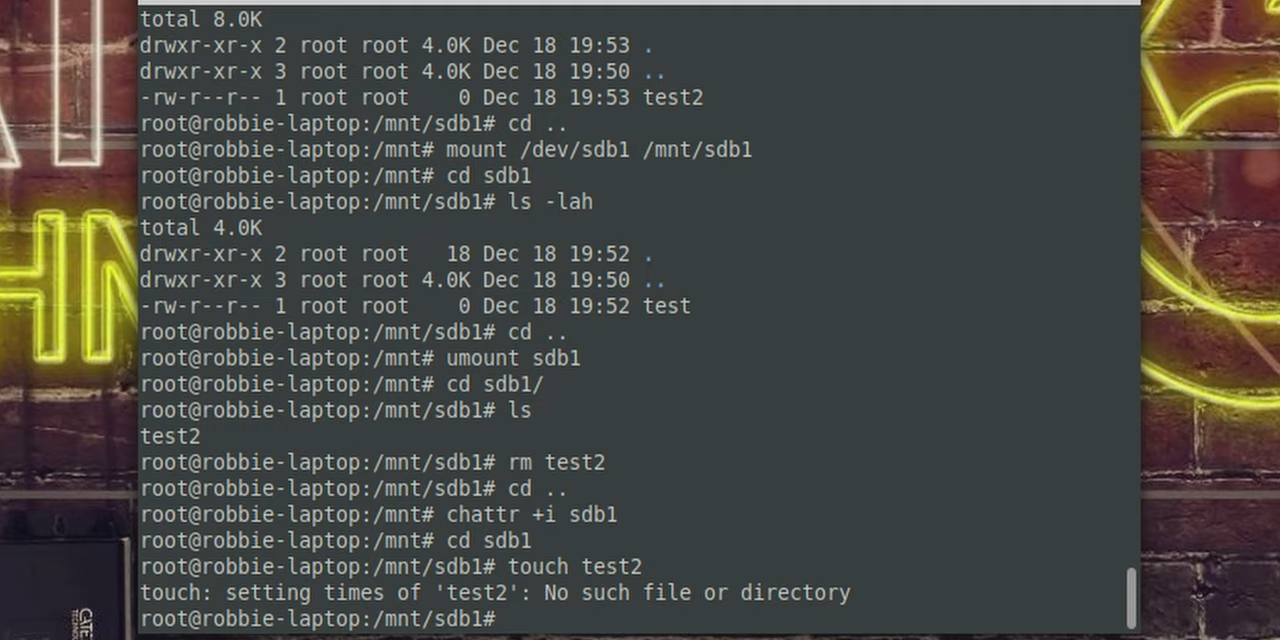 total 8.0K
drwxr-xr-x 2 root root 4.0K Dec 18 19:53 .
drwxr-xr-x 3 root root 4.0K Dec 18 19:50 ..
-rw-r--r-- 1 root root    0 Dec 18 19:53 test2
root@robbie-laptop:/mnt/sdb1# cd ..
root@robbie-laptop:/mnt# mount /dev/sdb1 /mnt/sdb1
root@robbie-laptop:/mnt# cd sdb1
root@robbie-laptop:/mnt/sdb1# ls -lah
total 4.0K
drwxr-xr-x 2 root root   18 Dec 18 19:52 .
drwxr-xr-x 3 root root 4.0K Dec 18 19:50 ..
-rw-r--r-- 1 root root    0 Dec 18 19:52 test
root@robbie-laptop:/mnt/sdb1# cd ..
root@robbie-laptop:/mnt# umount sdb1
root@robbie-laptop:/mnt# cd sdb1/
root@robbie-laptop:/mnt/sdb1# ls
test2
root@robbie-laptop:/mnt/sdb1# rm test2
root@robbie-laptop:/mnt/sdb1# cd ..
root@robbie-laptop:/mnt# chattr +i sdb1
root@robbie-laptop:/mnt# cd sdb1
root@robbie-laptop:/mnt/sdb1# touch test2
touch: setting times of 'test2': No such file or directory
root@robbie-laptop:/mnt/sdb1#